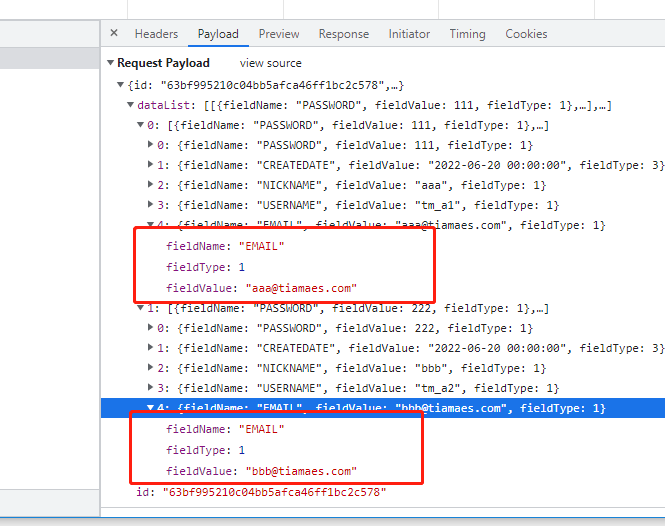 × Headers Payload Preview Response Initiator Timing Cookies
▼ Request Payload view source
▼ {id: "63bf995210c04bb5afca46ff1bc2c578",…}
▼ dataList: [[{fieldName: "PASSWORD", fieldValue: 111, fieldType: 1},…],…]
▼ 0: [{fieldName: "PASSWORD", fieldValue: 111, fieldType: 1},…]
▶ 0: {fieldName: "PASSWORD", fieldValue: 111, fieldType: 1}
▶ 1: {fieldName: "CREATEDATE", fieldValue: "2022-06-20 00:00:00", fieldType: 3}
▶ 2: {fieldName: "NICKNAME", fieldValue: "aaa", fieldType: 1}
▶ 3: {fieldName: "USERNAME", fieldValue: "tm_a1", fieldType: 1}
▼ 4: {fieldName: "EMAIL", fieldValue: "aaa@tiamaes.com", fieldType: 1}
fieldName: "EMAIL"
fieldType: 1
fieldValue: "aaa@tiamaes.com"
▼ 1: [{fieldName: "PASSWORD", fieldValue: 222, fieldType: 1},…]
▶ 0: {fieldName: "PASSWORD", fieldValue: 222, fieldType: 1}
▶ 1: {fieldName: "CREATEDATE", fieldValue: "2022-06-20 00:00:00", fieldType: 3}
▶ 2: {fieldName: "NICKNAME", fieldValue: "bbb", fieldType: 1}
▶ 3: {fieldName: "USERNAME", fieldValue: "tm_a2", fieldType: 1}
▼ 4: {fieldName: "EMAIL", fieldValue: "bbb@tiamaes.com", fieldType: 1}
fieldName: "EMAIL"
fieldType: 1
fieldValue: "bbb@tiamaes.com"
id: "63bf995210c04bb5afca46ff1bc2c578"